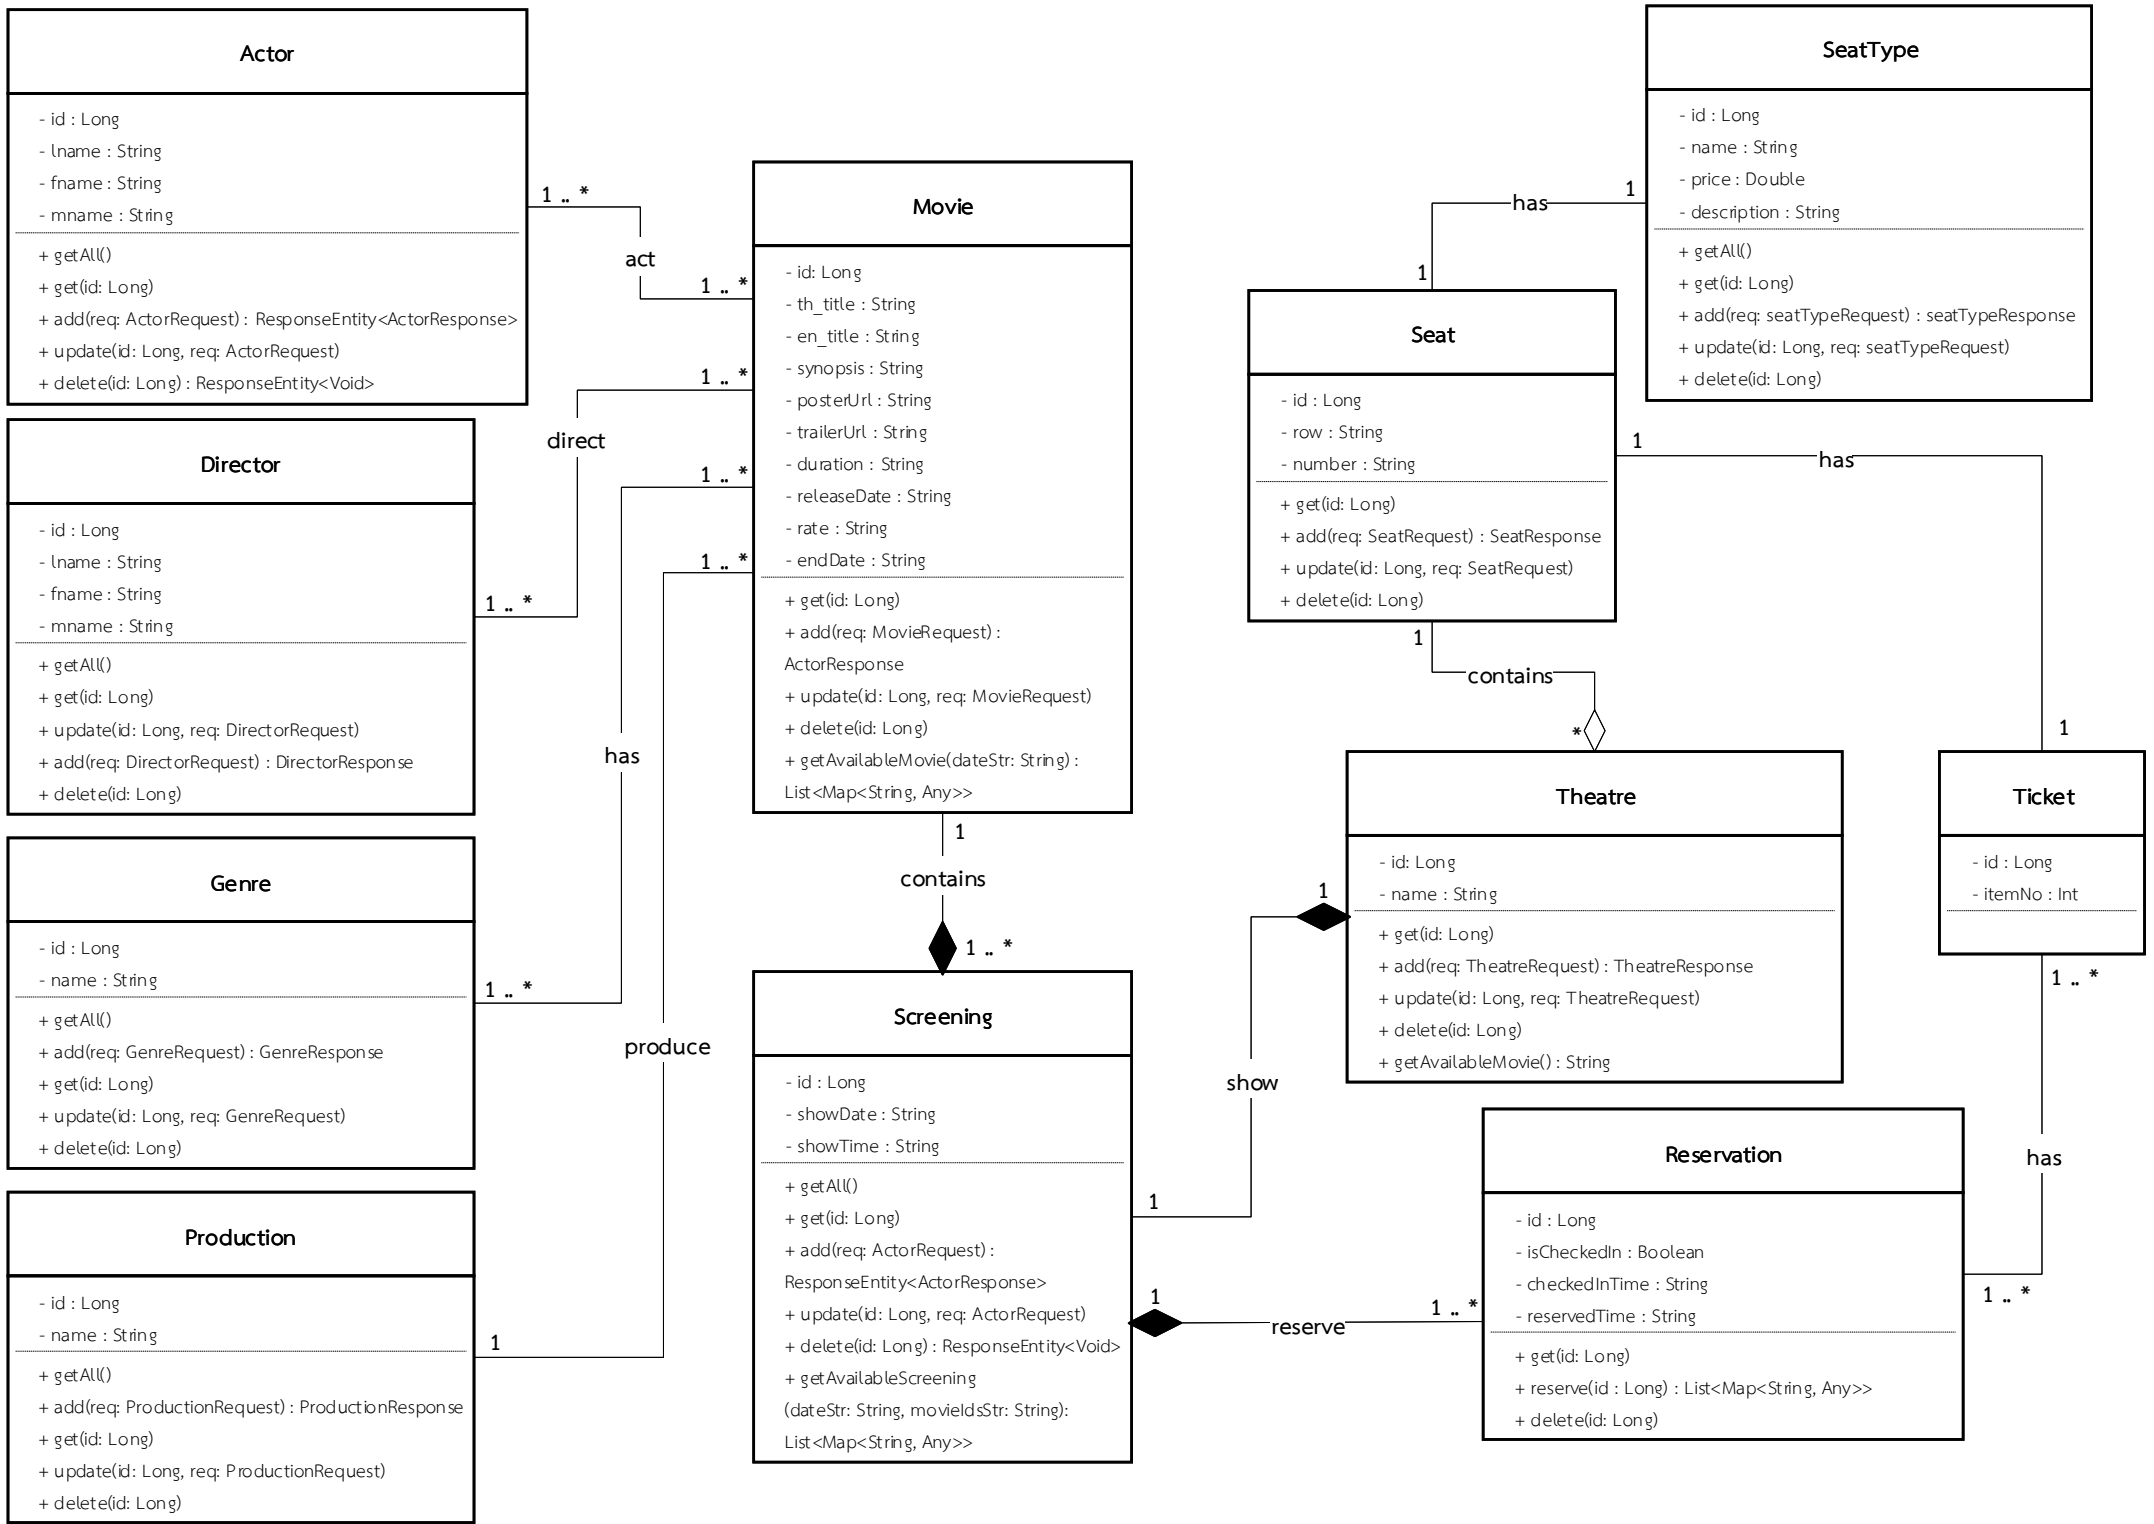 Actor
- id : Long
- lname : String
- fname : String
- mname : String
+ getAll()
+ get(id: Long)
+ add(req: ActorRequest) : ResponseEntity<ActorResponse>
+ update(id: Long, req: ActorRequest)
+ delete(id: Long) : ResponseEntity<Void>
1 .. *
act
1 .. *
Director
- id : Long
- lname : String
- fname : String
- mname : String
+ getAll()
+ get(id: Long)
+ update(id: Long, req: DirectorRequest)
+ add(req: DirectorRequest) : DirectorResponse
+ delete(id: Long)
1 .. *
direct
1 .. *
Genre
- id : Long
- name : String
+ getAll()
+ add(req: GenreRequest) : GenreResponse
+ get(id: Long)
+ update(id: Long, req: GenreRequest)
+ delete(id: Long)
1 .. *
has
1 .. *
Production
- id : Long
- name : String
+ getAll()
+ add(req: ProductionRequest) : ProductionResponse
+ get(id: Long)
+ update(id: Long, req: ProductionRequest)
+ delete(id: Long)
1
produce
1 .. *
Movie
- id: Long
- th_title : String
- en_title : String
- synopsis : String
- posterUrl : String
- trailerUrl : String
- duration : String
- releaseDate : String
- rate : String
- endDate : String
+ get(id: Long)
+ add(req: MovieRequest) :
ActorResponse
+ update(id: Long, req: MovieRequest)
+ delete(id: Long)
+ getAvailableMovie(dateStr: String) :
List<Map<String, Any>>
1
contains
1 .. *
Screening
- id : Long
- showDate : String
- showTime : String
+ getAll()
+ get(id: Long)
+ add(req: ActorRequest) :
ResponseEntity<ActorResponse>
+ update(id: Long, req: ActorRequest)
+ delete(id: Long) : ResponseEntity<Void>
+ getAvailableScreening
(dateStr: String, movieIdsStr: String):
List<Map<String, Any>>
1
show
1
1
reserve
1 .. *
SeatType
- id : Long
- name : String
- price : Double
- description : String
+ getAll()
+ get(id: Long)
+ add(req: seatTypeRequest) : seatTypeResponse
+ update(id: Long, req: seatTypeRequest)
+ delete(id: Long)
1
has
1
Seat
- id : Long
- row : String
- number : String
+ get(id: Long)
+ add(req: SeatRequest) : SeatResponse
+ update(id: Long, req: SeatRequest)
+ delete(id: Long)
1
has
1
1
contains
*
Theatre
- id: Long
- name : String
+ get(id: Long)
+ add(req: TheatreRequest) : TheatreResponse
+ update(id: Long, req: TheatreRequest)
+ delete(id: Long)
+ getAvailableMovie() : String
Ticket
- id : Long
- itemNo : Int
1 .. *
has
1 .. *
Reservation
- id : Long
- isCheckedIn : Boolean
- checkedInTime : String
- reservedTime : String
+ get(id: Long)
+ reserve(id : Long) : List<Map<String, Any>>
+ delete(id: Long)